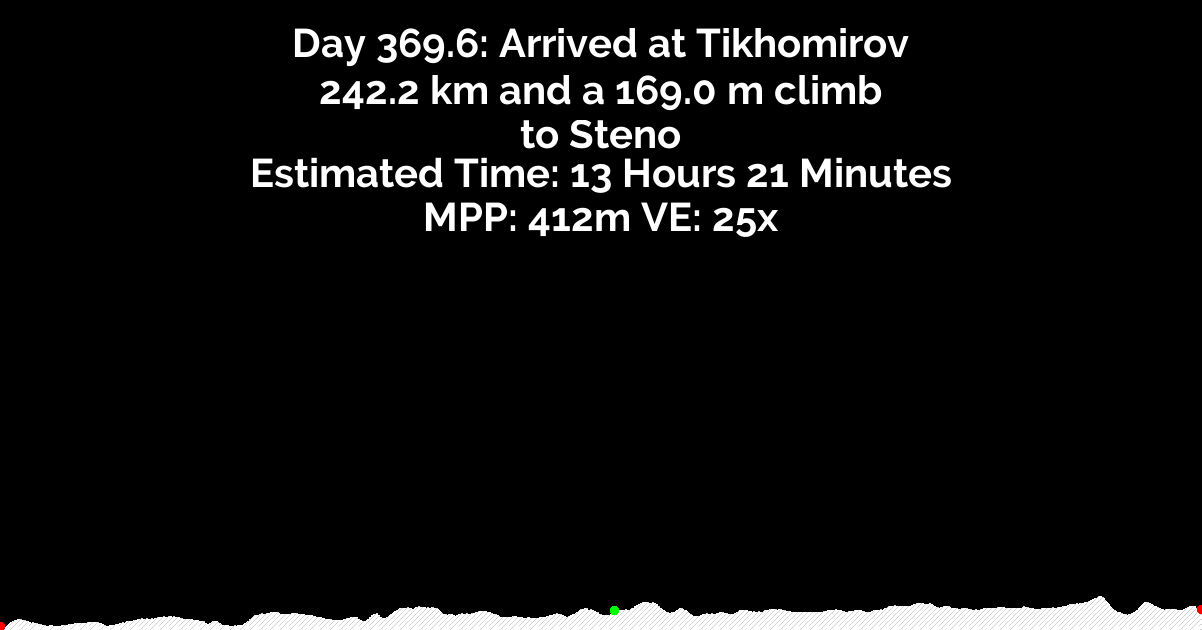 Day 369.6: Arrived at Tikhomirov
242.2 km and a 169.0 m climb
to Steno
Estimated Time: 13 Hours 21 Minutes
MPP: 412m VE: 25x